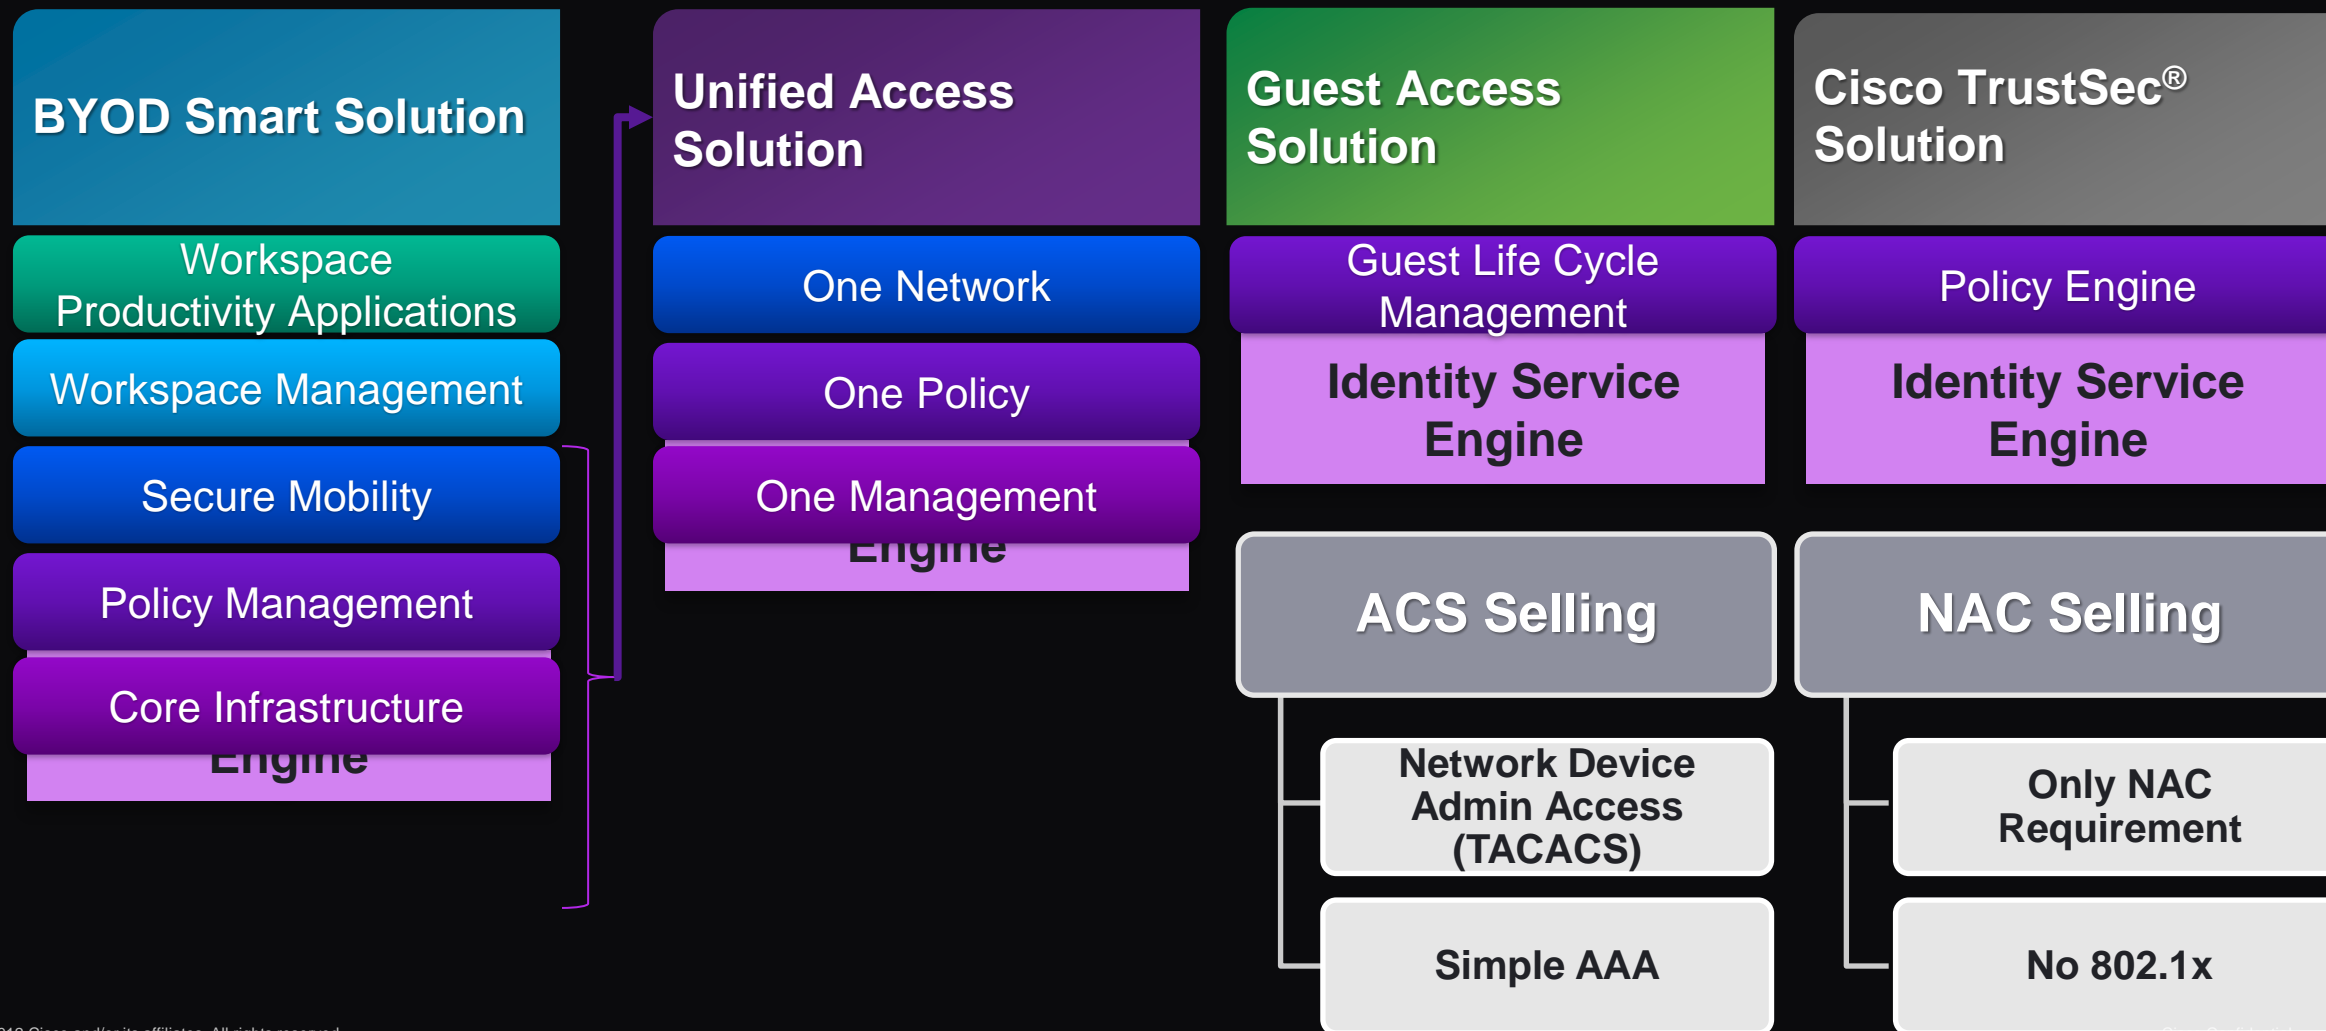 BYOD Smart Solution
Workspace
Productivity Applications
Workspace Management
Secure Mobility
Policy Management
Core Infrastructure
Engine
Unified Access
Solution
One Network
One Policy
One Management
Engine
Guest Access
Solution
Guest Life Cycle
Management
Identity Service
Engine
ACS Selling
Network Device
Admin Access
(TACACS)
Simple AAA
Cisco TrustSec®
Solution
Policy Engine
Identity Service
Engine
NAC Selling
Only NAC
Requirement
No 802.1x